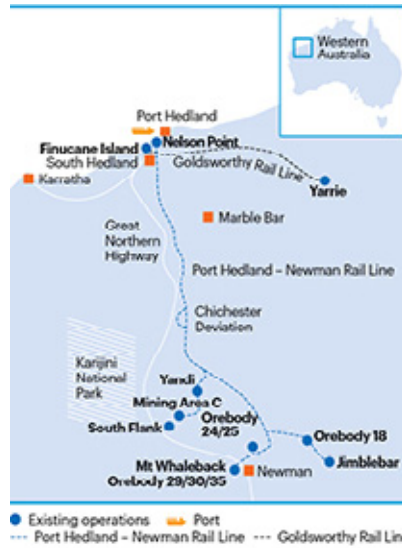 Western
Australia
Port Hedland
Nelson Point
Finucane Island
South Hedland
Goldsworthy Rail Line
Karratha
Yarrie
Marble Bar
Great
Northern
Highway
Port Hedland – Newman Rail Line
Chichester
Deviation
Karijini
National
Park
Yandi
Mining Area C
Orebody
24/25
South Flank
Orebody 18
Mt Whaleback
Orebody 29/30/35
Newman
Jimblebar
Existing operations
Port
Port Hedland – Newman Rail Line
Goldsworthy Rail Lin